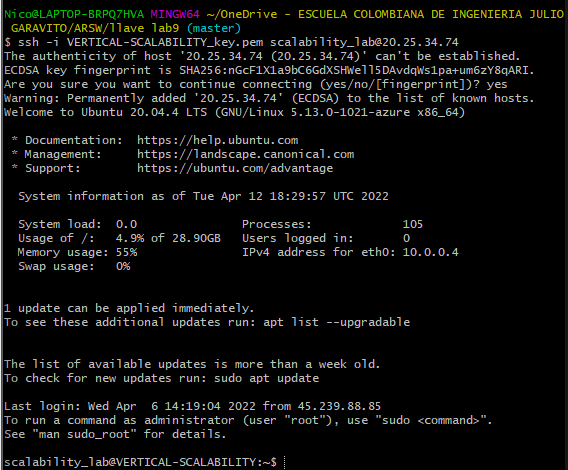 Nico@LAPTOP-BRPQ7HVA MINGW64 ~/OneDrive - ESCUELA COLOMBIANA DE INGENIERIA JULIO
 GARAVITO/ARSW/llave lab9 (master)
$ ssh -i VERTICAL-SCALABILITY_key.pem scalability_lab@20.25.34.74
The authenticity of host '20.25.34.74 (20.25.34.74)' can't be established.
ECDSA key fingerprint is SHA256:nGcF1X1a9bC6GdXSHWell5DAvdqWs1pa+um6zY8qARI.
Are you sure you want to continue connecting (yes/no/[fingerprint])? yes
Warning: Permanently added '20.25.34.74' (ECDSA) to the list of known hosts.
Welcome to Ubuntu 20.04.4 LTS (GNU/Linux 5.13.0-1021-azure x86_64)

 * Documentation:  https://help.ubuntu.com
 * Management:     https://landscape.canonical.com
 * Support:        https://ubuntu.com/advantage

  System information as of Tue Apr 12 18:29:57 UTC 2022

  System load:  0.0               Processes:             105
  Usage of /:   4.9% of 28.90GB   Users logged in:       0
  Memory usage: 55%               IPv4 address for eth0: 10.0.0.4
  Swap usage:   0%

1 update can be applied immediately.
To see these additional updates run: apt list --upgradable

The list of available updates is more than a week old.
To check for new updates run: sudo apt update

Last login: Wed Apr  6 14:19:04 2022 from 45.239.88.85
To run a command as administrator (user "root"), use "sudo <command>".
See "man sudo_root" for details.

scalability_lab@VERTICAL-SCALABILITY:~$